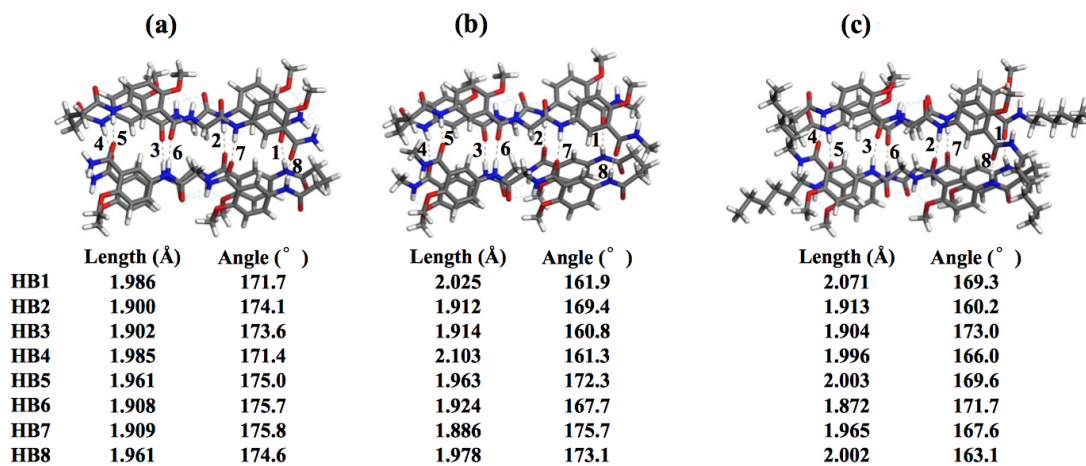 (a) (b) (c)
4 5 3 6 2 7 1 8
4 5 3 6 2 7 1 8
4 5 3 6 2 7 1 8
Length (Å) Angle (° ) Length (Å) Angle (° ) Length (Å) Angle (° )
HB1 1.986 171.7 2.025 161.9 2.071 169.3
HB2 1.900 174.1 1.912 169.4 1.913 160.2
HB3 1.902 173.6 1.914 160.8 1.904 173.0
HB4 1.985 171.4 2.103 161.3 1.996 166.0
HB5 1.961 175.0 1.963 172.3 2.003 169.6
HB6 1.908 175.7 1.924 167.7 1.872 171.7
HB7 1.909 175.8 1.886 175.7 1.965 167.6
HB8 1.961 174.6 1.978 173.1 2.002 163.1